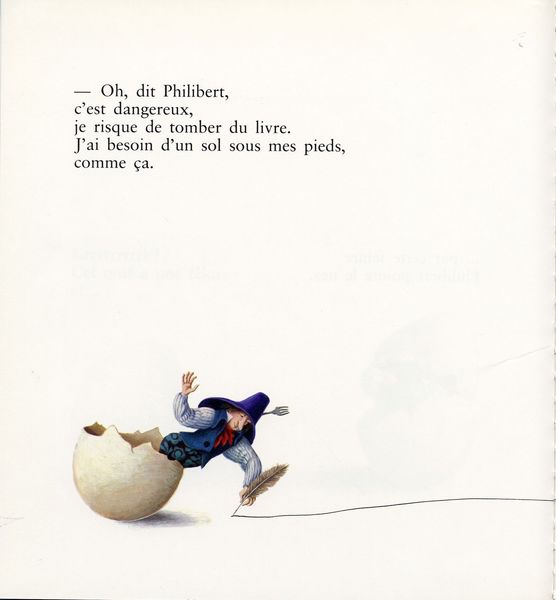 — Oh, dit Philibert,
c'est dangereux,
je risque de tomber du livre.
J'ai besoin d'un sol sous mes pieds,
comme ça.